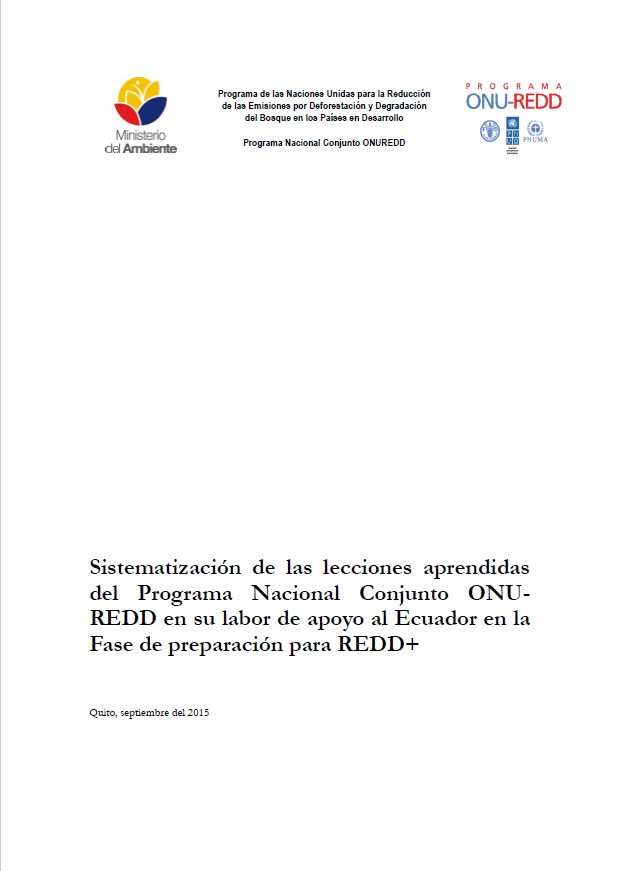 Ministerio
del Ambiente
Programa de las Naciones Unidas para la Reducción
de las Emisiones por Deforestación y Degradación
del Bosque en los Países en Desarrollo
Programa Nacional Conjunto ONUREDD
PROGRAMA
ONU-REDD
PNUD
PNUMA
Sistematización de las lecciones aprendidas
del Programa Nacional Conjunto ONU-
REDD en su labor de apoyo al Ecuador en la
Fase de preparación para REDD+
Quito, septiembre del 2015